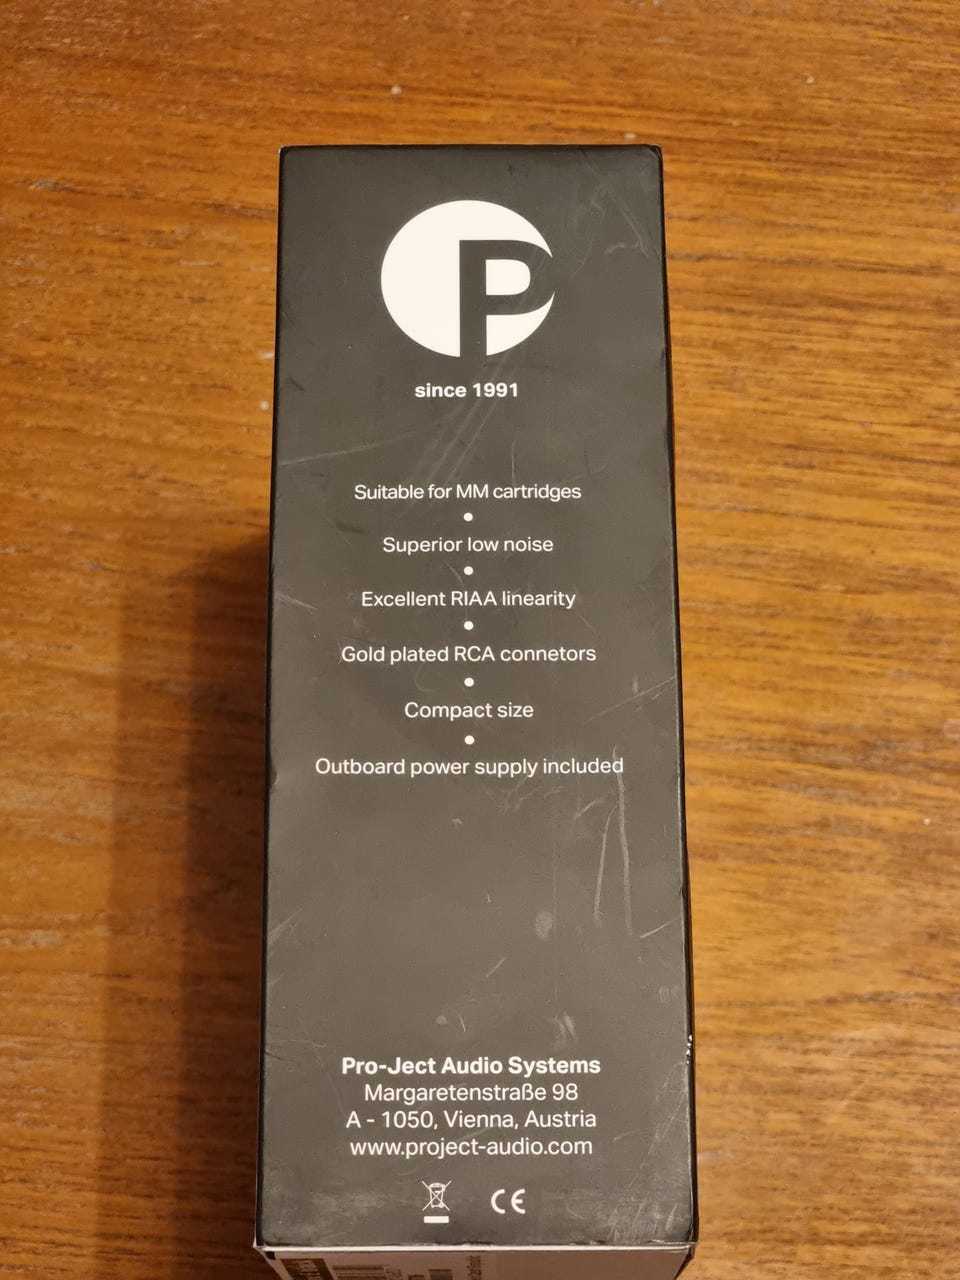 P
since 1991
Suitable for MM cartridges
Superior low noise
Excellent RIAA linearity
Gold plated RCA connetors
Compact size
Outboard power supply included
Pro-Ject Audio Systems
Margaretenstraße 98
A - 1050, Vienna, Austria
www.project-audio.com
CE